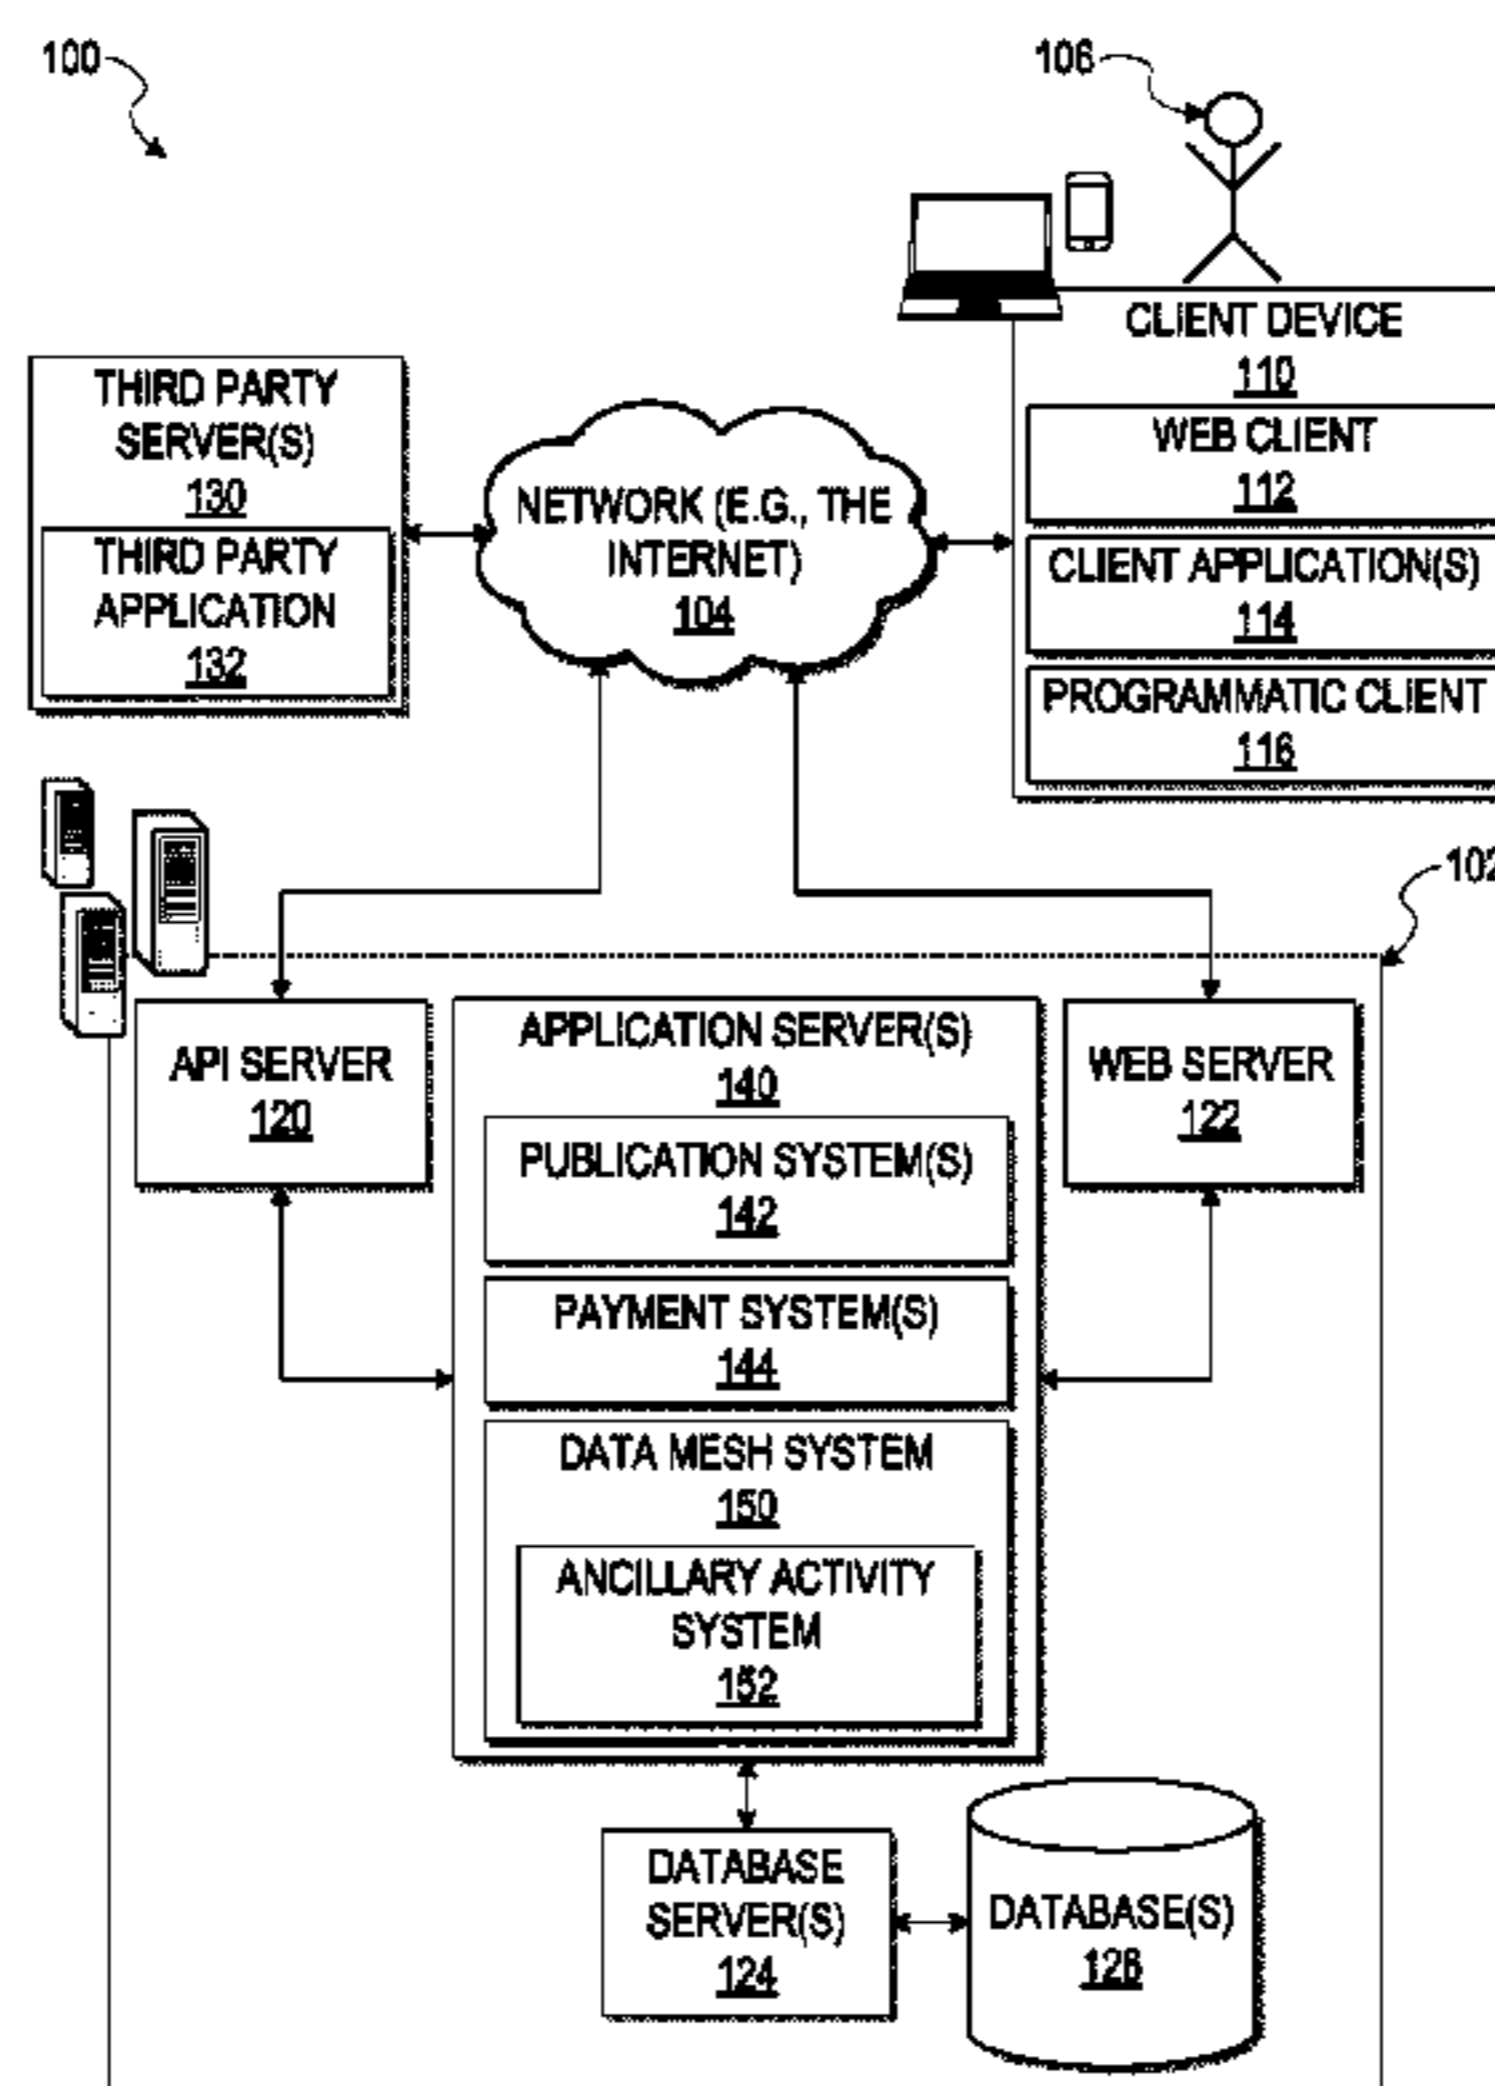 100
106
CLIENT DEVICE
110
WEB CLIENT
112
CLIENT APPLICATION(S)
114
PROGRAMMATIC CLIENT
116
THIRD PARTY
SERVER(S)
130
THIRD PARTY
APPLICATION
132
NETWORK (E.G., THE
INTERNET)
104
102
API SERVER
120
APPLICATION SERVER(S)
140
PUBLICATION SYSTEM(S)
142
PAYMENT SYSTEM(S)
144
DATA MESH SYSTEM
150
ANCILLARY ACTIVITY
SYSTEM
152
WEB SERVER
122
DATABASE
SERVER(S)
124
DATABASE(S)
126